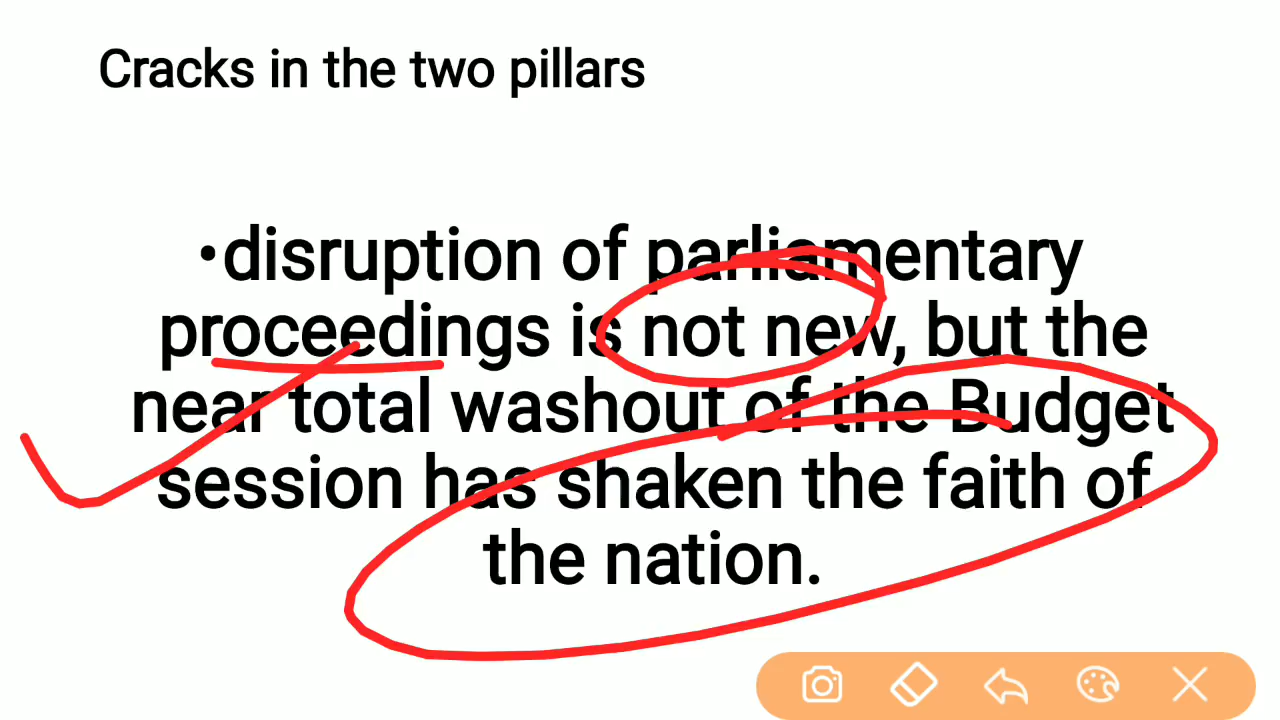 Cracks in the two pillars
•disruption of parliamentary
proceedings is not new, but the
near total washout of the Budget
session has shaken the faith of
the nation.